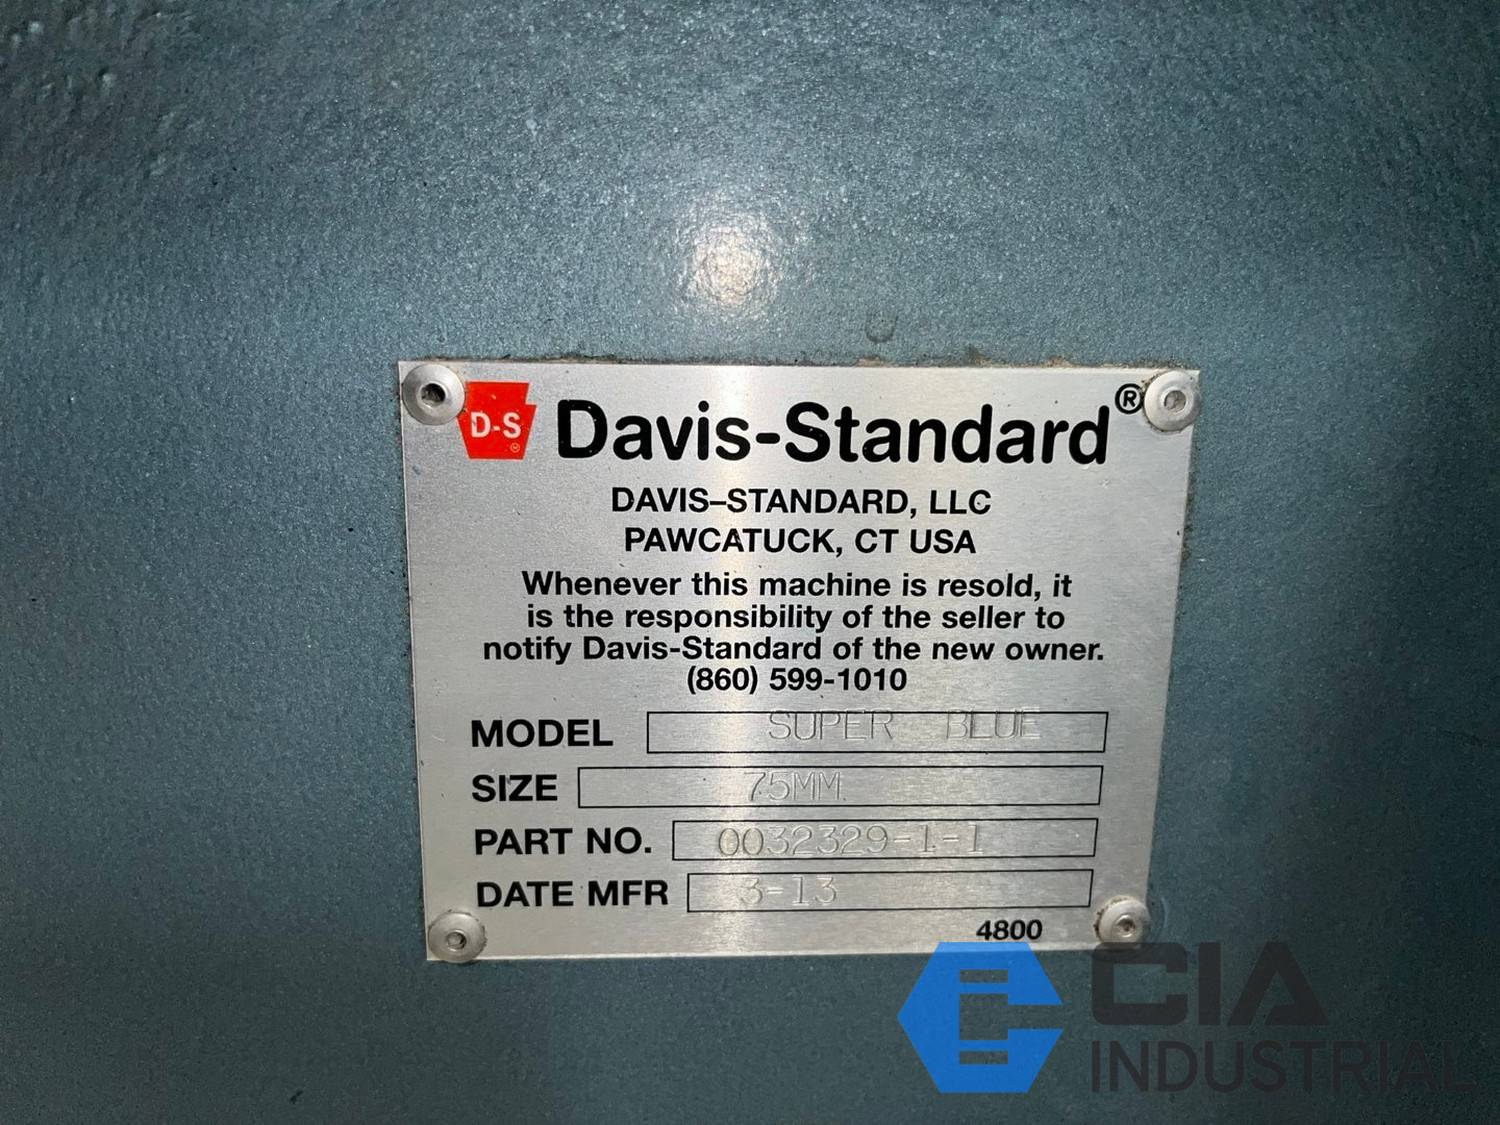 D-S Davis-Standard®
DAVIS–STANDARD, LLC
PAWCATUCK, CT USA
Whenever this machine is resold, it
is the responsibility of the seller to
notify Davis-Standard of the new owner.
(860) 599-1010
MODEL SUPER BLUE
SIZE 75MM
PART NO. 0032329-1-1
DATE MFR 3-13
4800
CIA
INDUSTRIAL